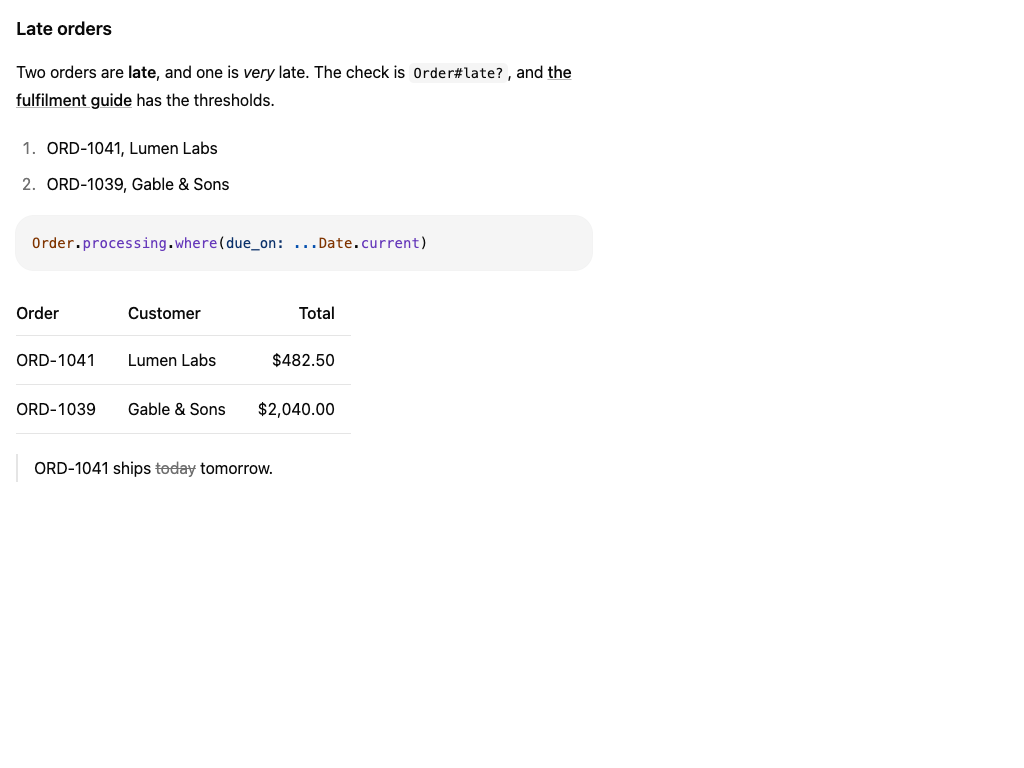 Late orders
Two orders are late, and one is very late. The check is Order#late?, and the
fulfilment guide has the thresholds.
1. ORD-1041, Lumen Labs
2. ORD-1039, Gable & Sons
Order.processing.where(due_on: ...Date.current)
Order Customer Total
ORD-1041 Lumen Labs $482.50
ORD-1039 Gable & Sons $2,040.00
ORD-1041 ships today tomorrow.